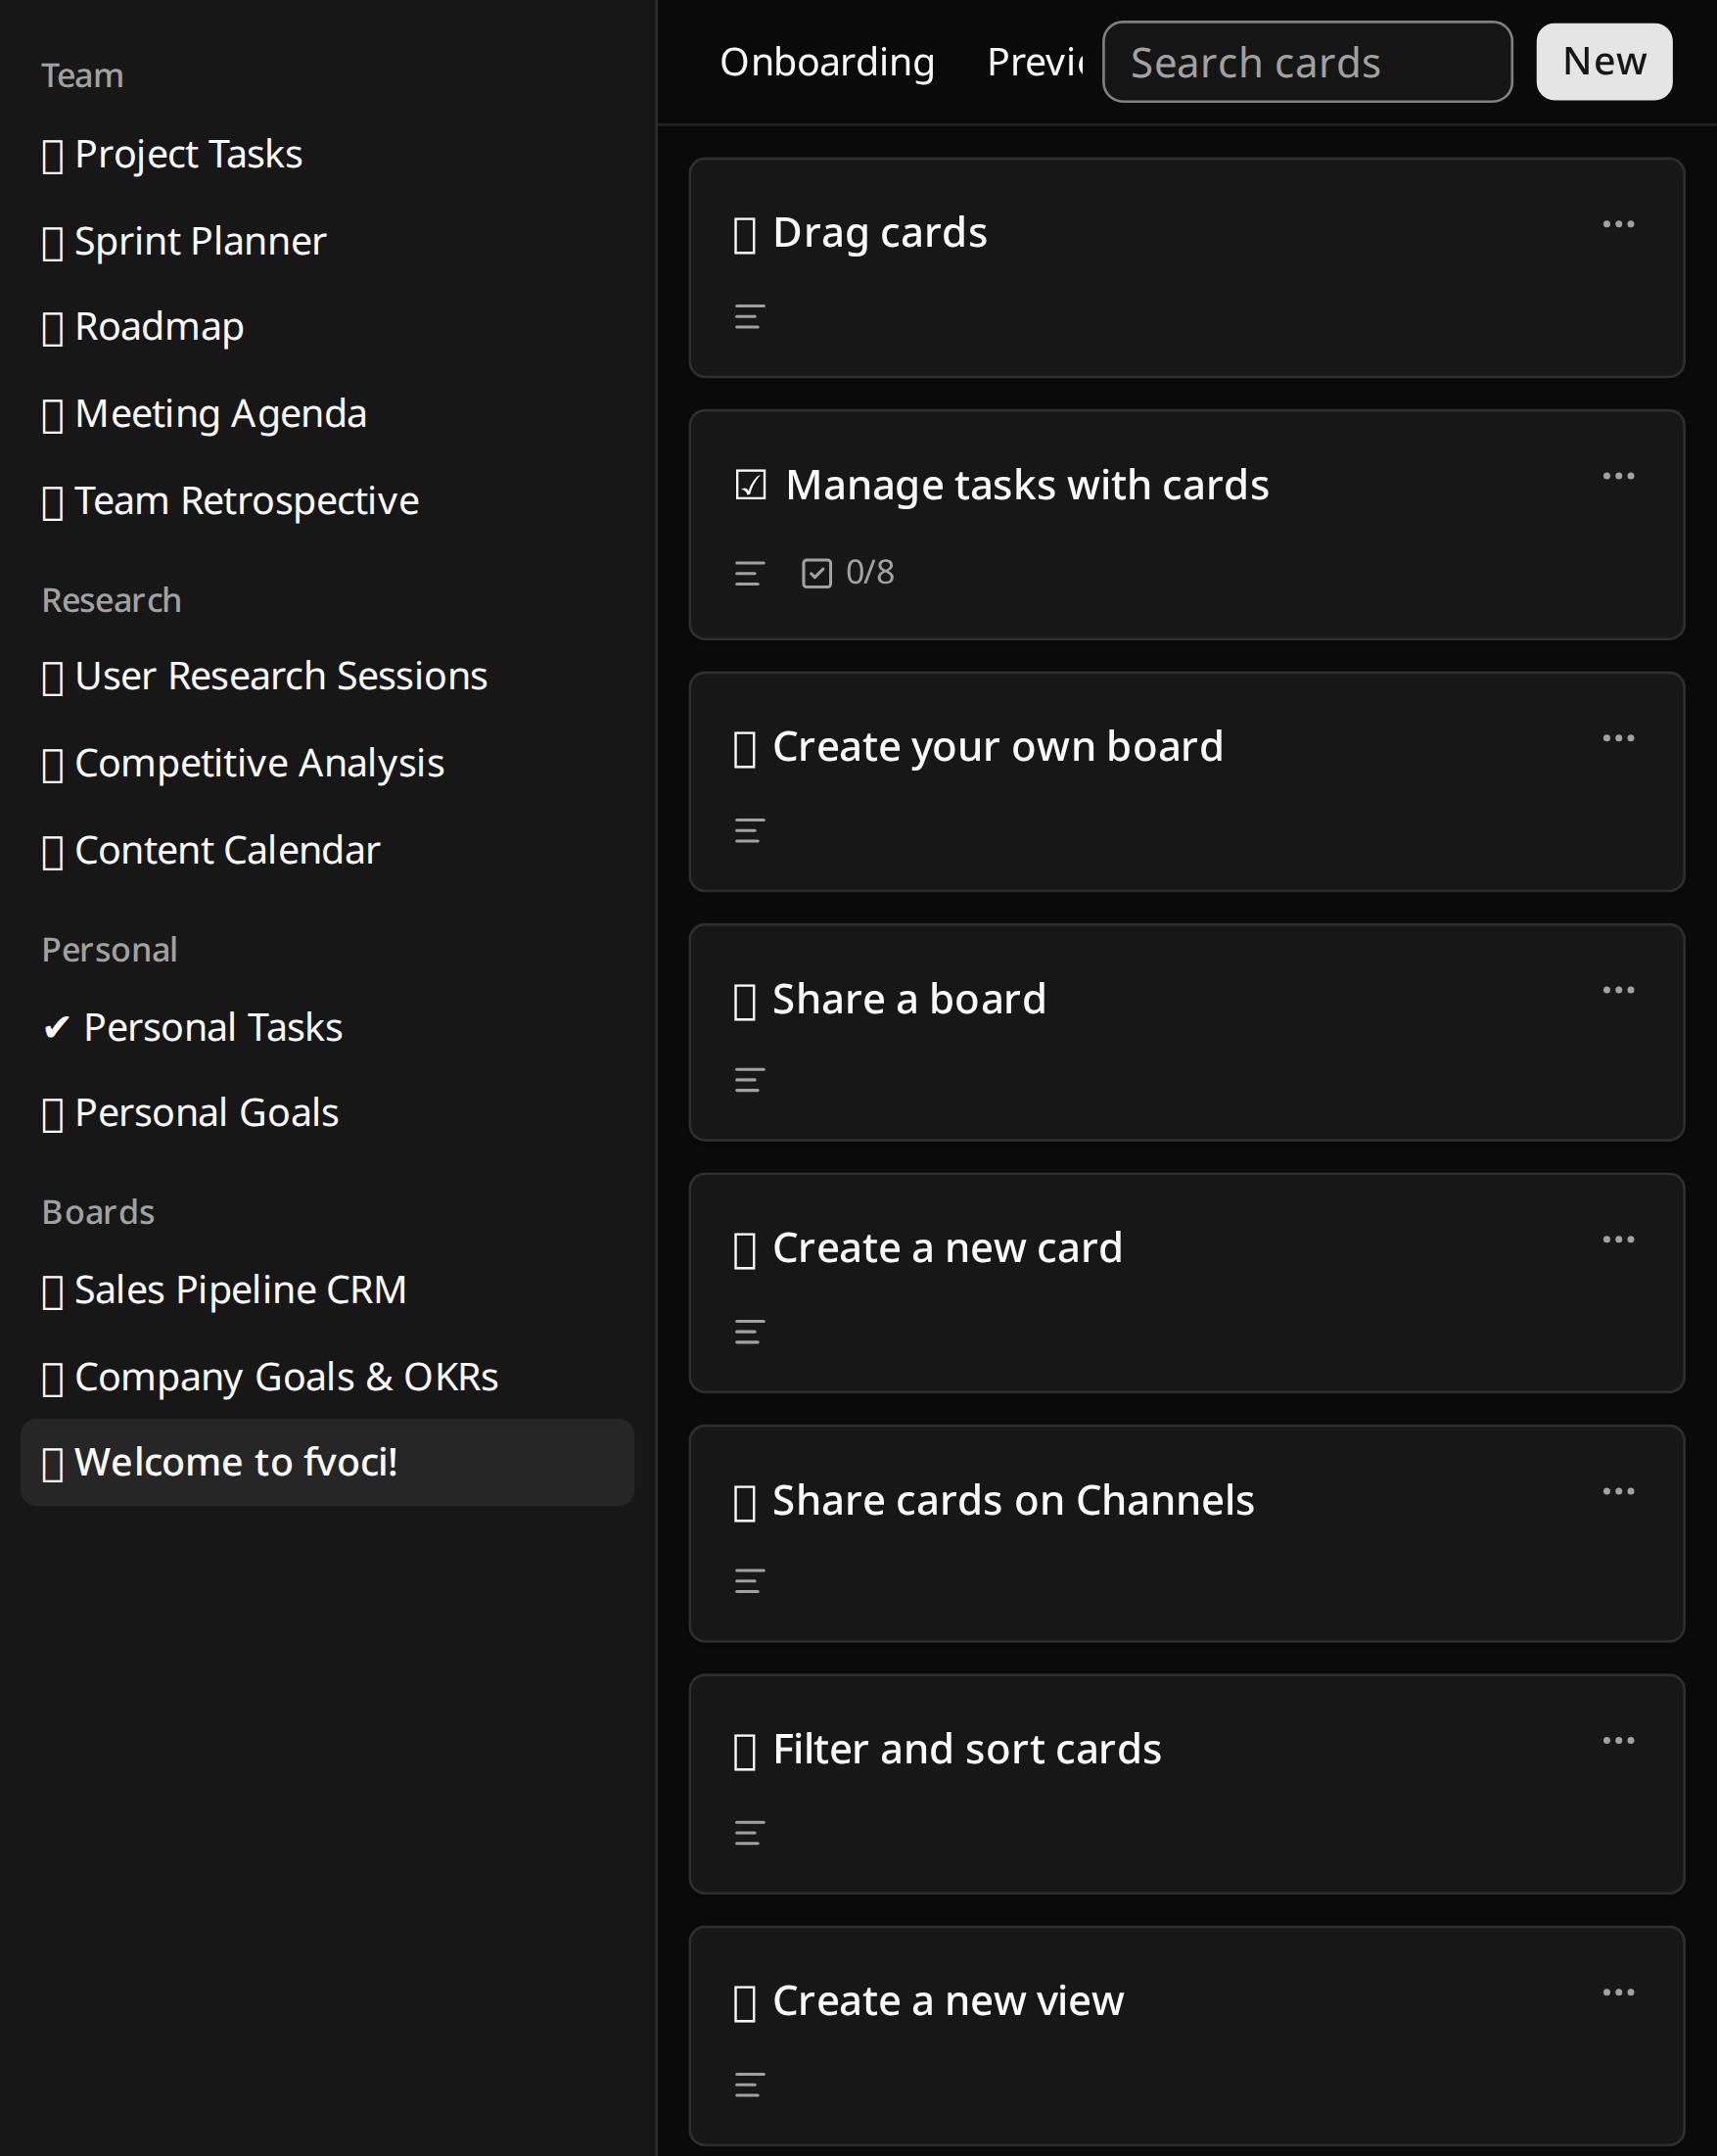 Team
Project Tasks
Sprint Planner
Roadmap
Meeting Agenda
Team Retrospective
Research
User Research Sessions
Competitive Analysis
Content Calendar
Personal
✔ Personal Tasks
Personal Goals
Boards
Sales Pipeline CRM
Company Goals & OKRs
Welcome to fvoci!
Onboarding
Search cards
New
Drag cards
☑ Manage tasks with cards
0/8
Create your own board
Share a board
Create a new card
Share cards on Channels
Filter and sort cards
Create a new view